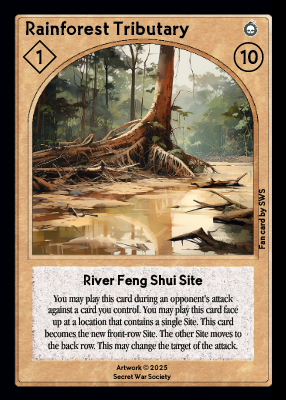 Rainforest Tributary
1
10
Fan card by SWS
River Feng Shui Site
You may play this card during an opponent's attack
against a card you control. You may play this card face
up at a location that contains a single Site. This card
becomes the new front-row Site. The other Site moves to
the back row. This may change the target of the attack.
Artwork © 2025
Secret War Society